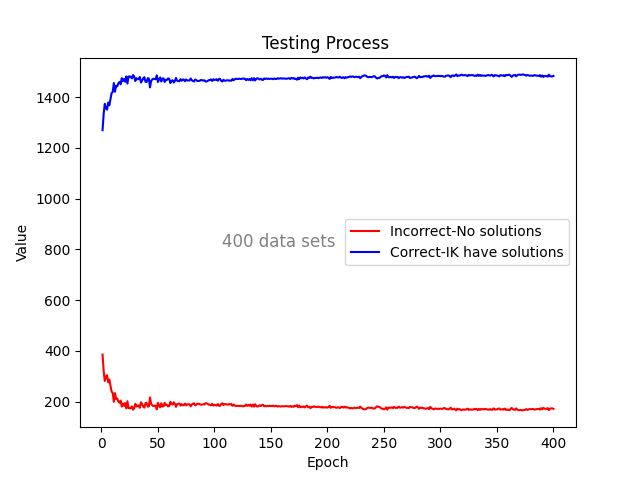 Testing Process
Value
1400
1200
1000
800
600
400
200
400 data sets
Incorrect-No solutions
Correct-IK have solutions
0 50 100 150 200 250 300 350 400
Epoch